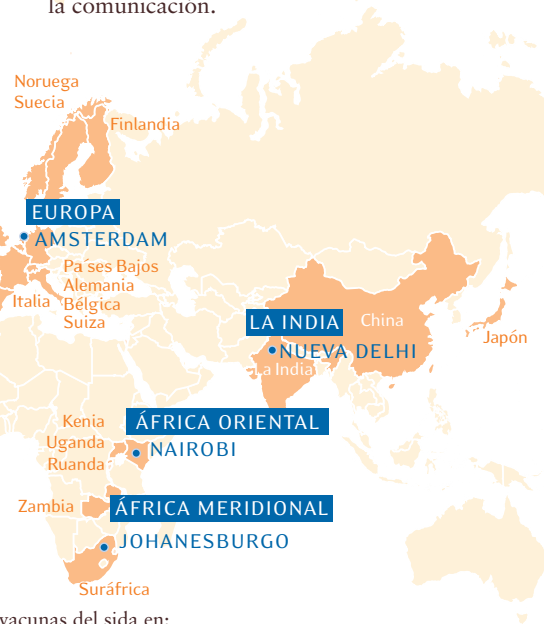 la comunicación.
Noruega
Suecia
Finlandia
EUROPA
AMSTERDAM
Países Bajos
Alemania
Italia Bélgica
Suiza
LA INDIA
China
NUEVA DELHI
La India
Japón
Kenia
Uganda
Ruanda
ÁFRICA ORIENTAL
NAIROBI
Zambia
ÁFRICA MERIDIONAL
JOHANESBURGO
Suráfrica
vacunas del sida en: